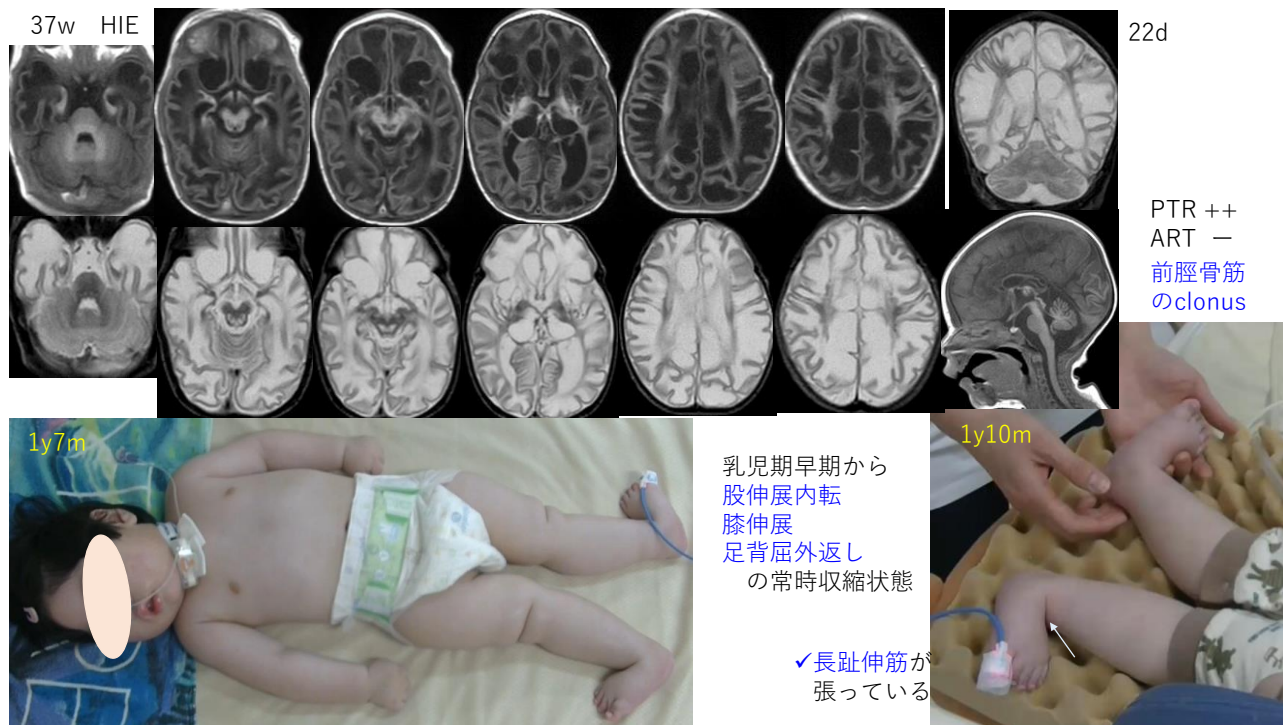 37w HIE
22d
PTR ++
ART ー
前脛骨筋
のclonus
1y7m
乳児期早期から
股伸展内転
膝伸展
足背屈外返し
の常時収縮状態
✓長趾伸筋が
張っている
1y10m